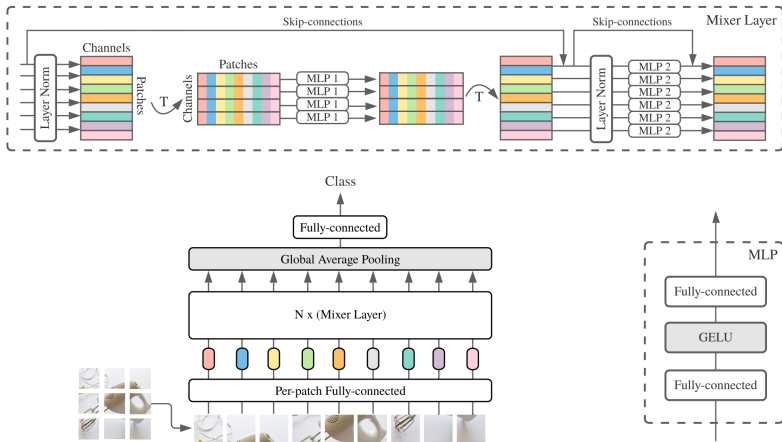 Skip-connections
Skip-connections
Mixer Layer
Channels
Layer Norm
Patches
T
Channels
Patches
MLP 1
MLP 1
MLP 1
MLP 1
T
Layer Norm
MLP 2
MLP 2
MLP 2
MLP 2
MLP 2
MLP 2
Class
Fully-connected
Global Average Pooling
N x (Mixer Layer)
Per-patch Fully-connected
MLP
Fully-connected
GELU
Fully-connected